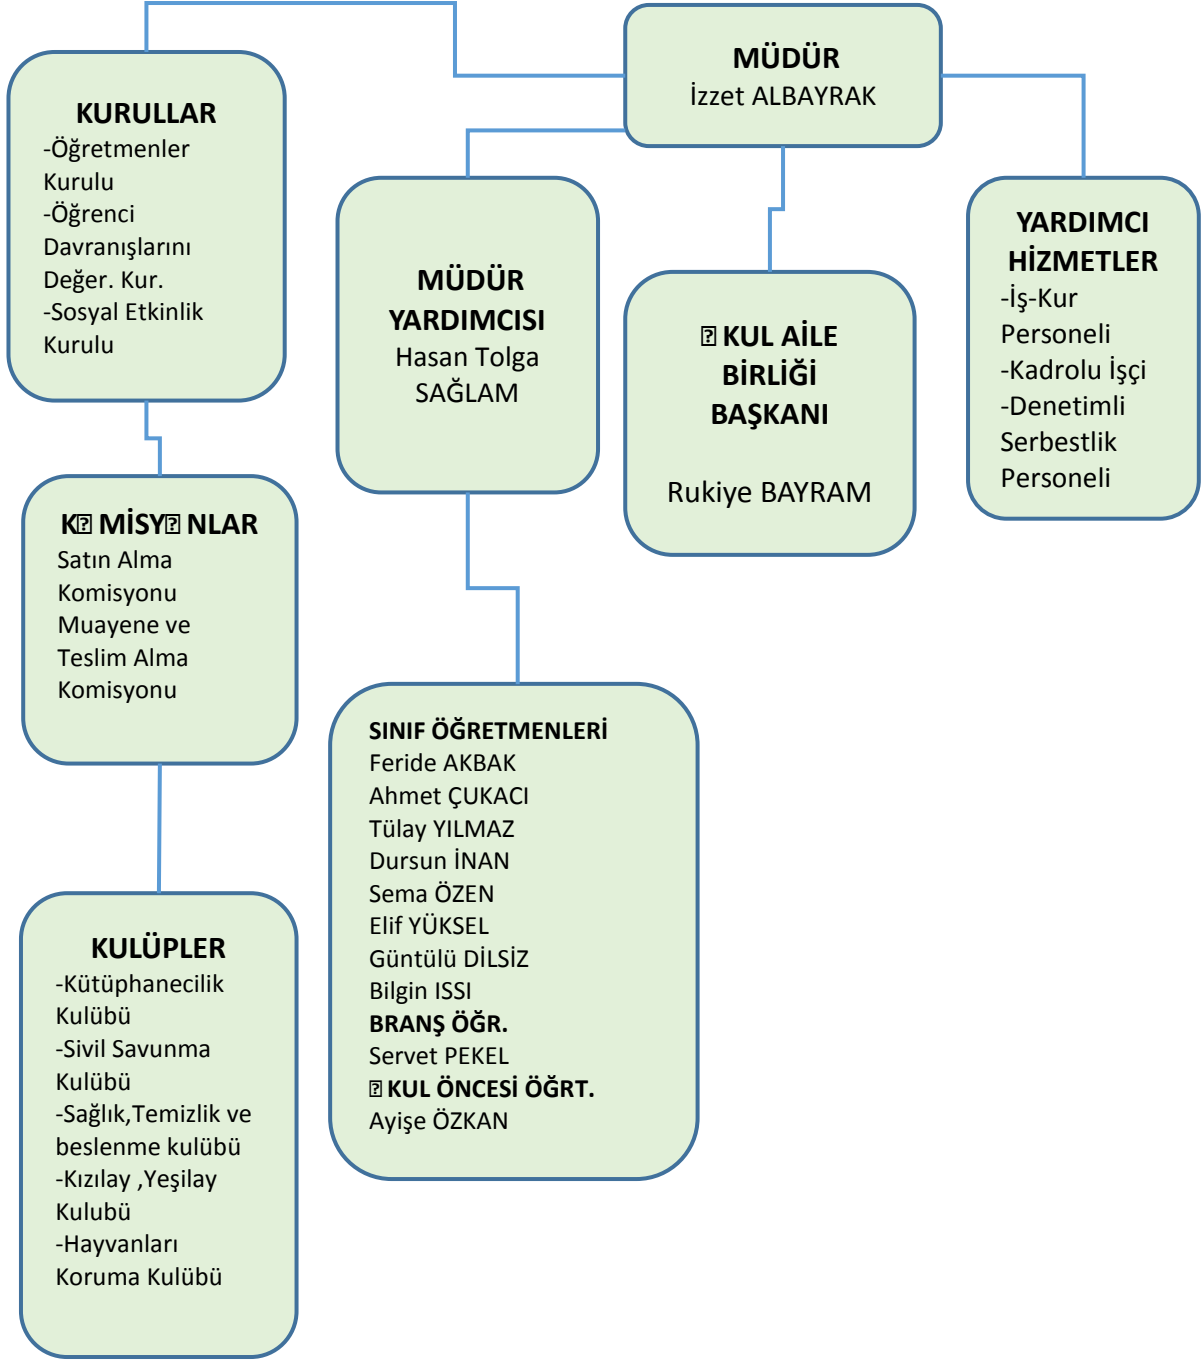 MÜDÜR
İzzet ALBAYRAK
KURULLAR
-Öğretmenler
Kurulu
-Öğrenci
Davranışlarını
Değer. Kur.
-Sosyal Etkinlik
Kurulu
MÜDÜR
YARDIMCISI
Hasan Tolga
SAĞLAM
⍰ KUL AİLE
BİRLİĞİ
BAŞKANI
Rukiye BAYRAM
YARDIMCI
HİZMETLER
-İş-Kur
Personeli
-Kadrolu İşçi
-Denetimli
Serbestlik
Personeli
K⍰ MİSY⍰ NLAR
Satın Alma
Komisyonu
Muayene ve
Teslim Alma
Komisyonu
SINIF ÖĞRETMENLERİ
Feride AKBAK
Ahmet ÇUKACI
Tülay YILMAZ
Dursun İNAN
Sema ÖZEN
Elif YÜKSEL
Güntülü DİLSİZ
Bilgin ISSI
BRANŞ ÖĞR.
Servet PEKEL
⍰ KUL ÖNCESİ ÖĞRT.
Ayişe ÖZKAN
KULÜPLER
-Kütüphanecilik
Kulübü
-Sivil Savunma
Kulübü
-Sağlık,Temizlik ve
beslenme kulübü
-Kızılay ,Yeşilay
Kulubü
-Hayvanları
Koruma Kulübü